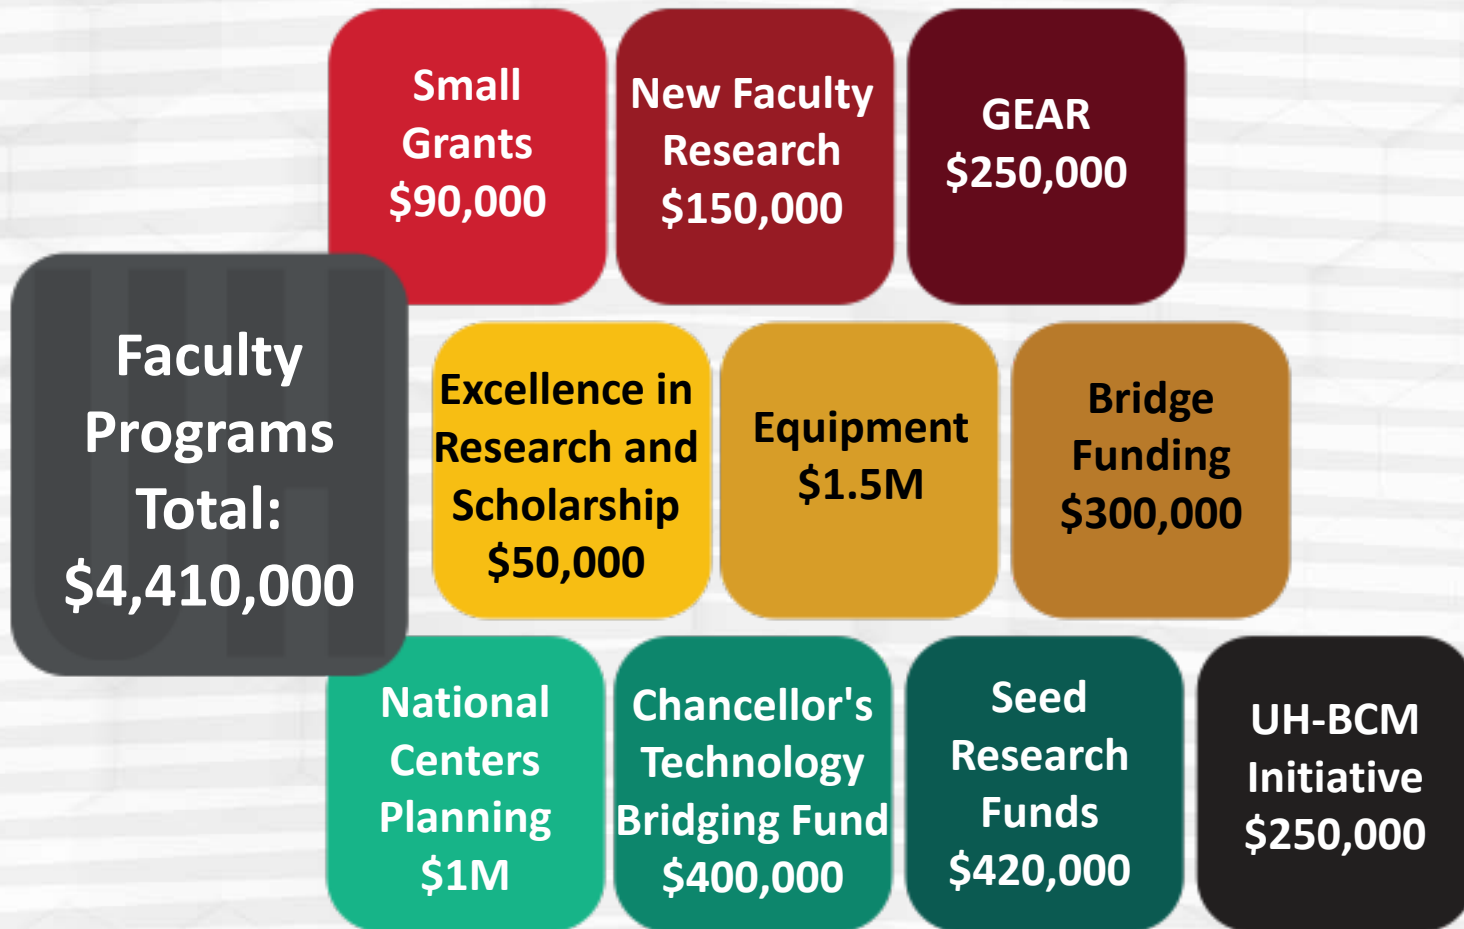 Small
Grants
$90,000
New Faculty
Research
$150,000
GEAR
$250,000
Faculty
Programs
Total:
$4,410,000
Excellence in
Research and
Scholarship
$50,000
Equipment
$1.5M
Bridge
Funding
$300,000
National
Centers
Planning
$1M
Chancellor's
Technology
Bridging Fund
$400,000
Seed
Research
Funds
$420,000
UH-BCM
Initiative
$250,000